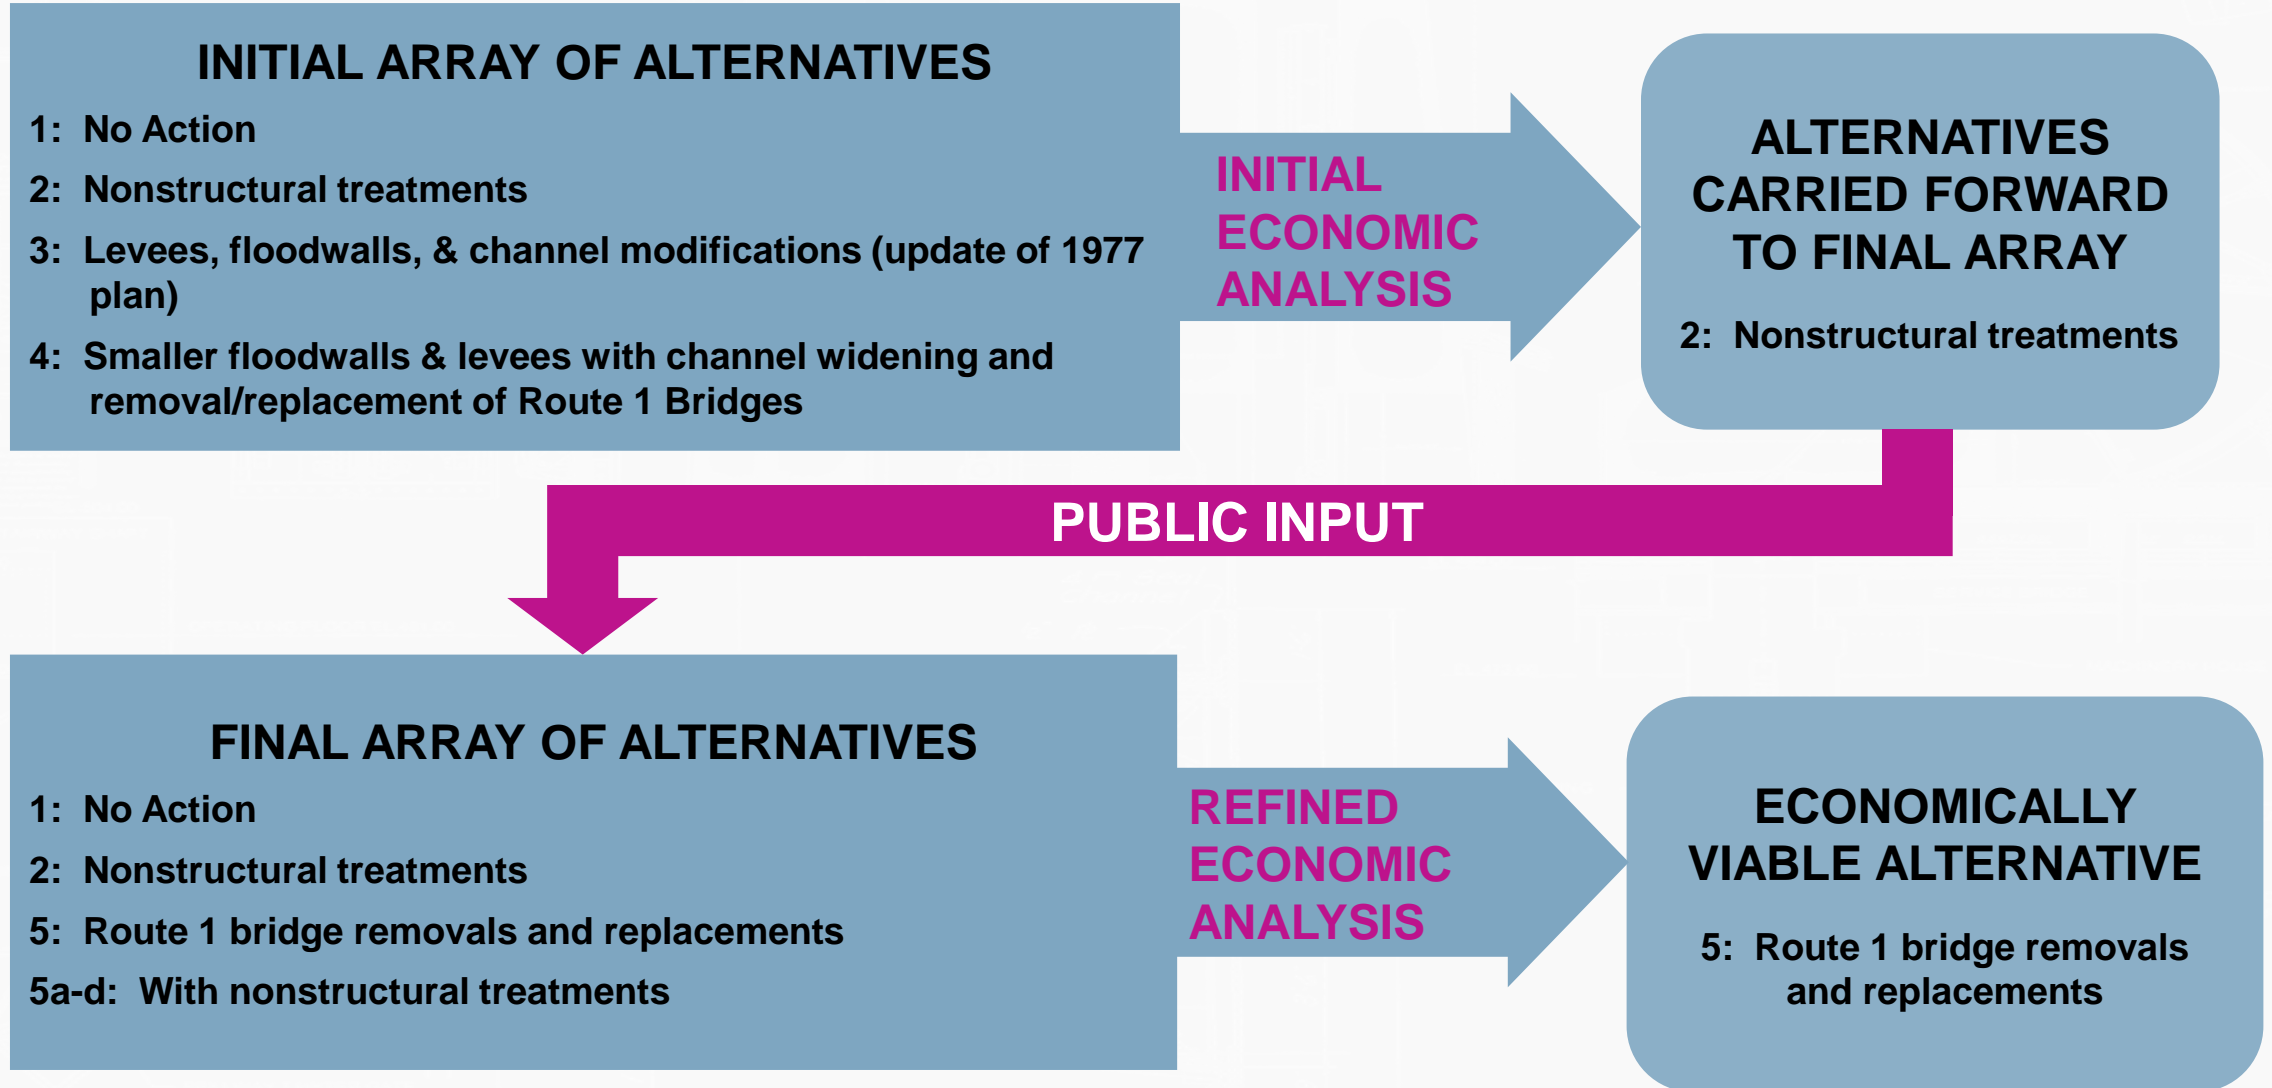 INITIAL ARRAY OF ALTERNATIVES
1: No Action
2: Nonstructural treatments
3: Levees, floodwalls, & channel modifications (update of 1977
plan)
4: Smaller floodwalls & levees with channel widening and
removal/replacement of Route 1 Bridges
INITIAL
ECONOMIC
ANALYSIS
ALTERNATIVES
CARRIED FORWARD
TO FINAL ARRAY
2: Nonstructural treatments
PUBLIC INPUT
FINAL ARRAY OF ALTERNATIVES
1: No Action
2: Nonstructural treatments
5: Route 1 bridge removals and replacements
5a-d: With nonstructural treatments
REFINED
ECONOMIC
ANALYSIS
ECONOMICALLY
VIABLE ALTERNATIVE
5: Route 1 bridge removals
and replacements